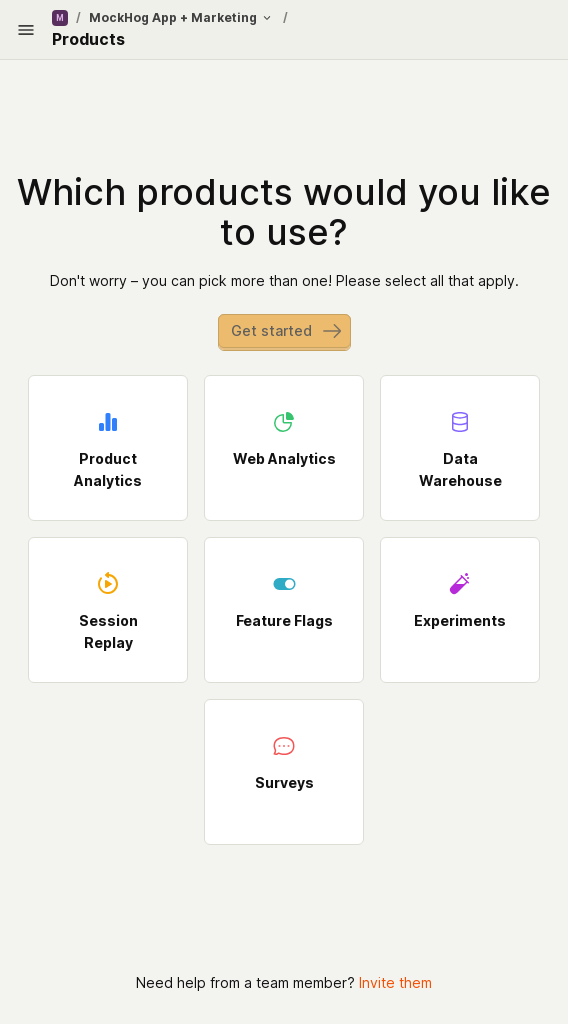 M / MockHog App + Marketing /
Products
Which products would you like
to use?
Don't worry – you can pick more than one! Please select all that apply.
Get started
Product
Analytics
Web Analytics
Data
Warehouse
Session
Replay
Feature Flags
Experiments
Surveys
Need help from a team member? Invite them